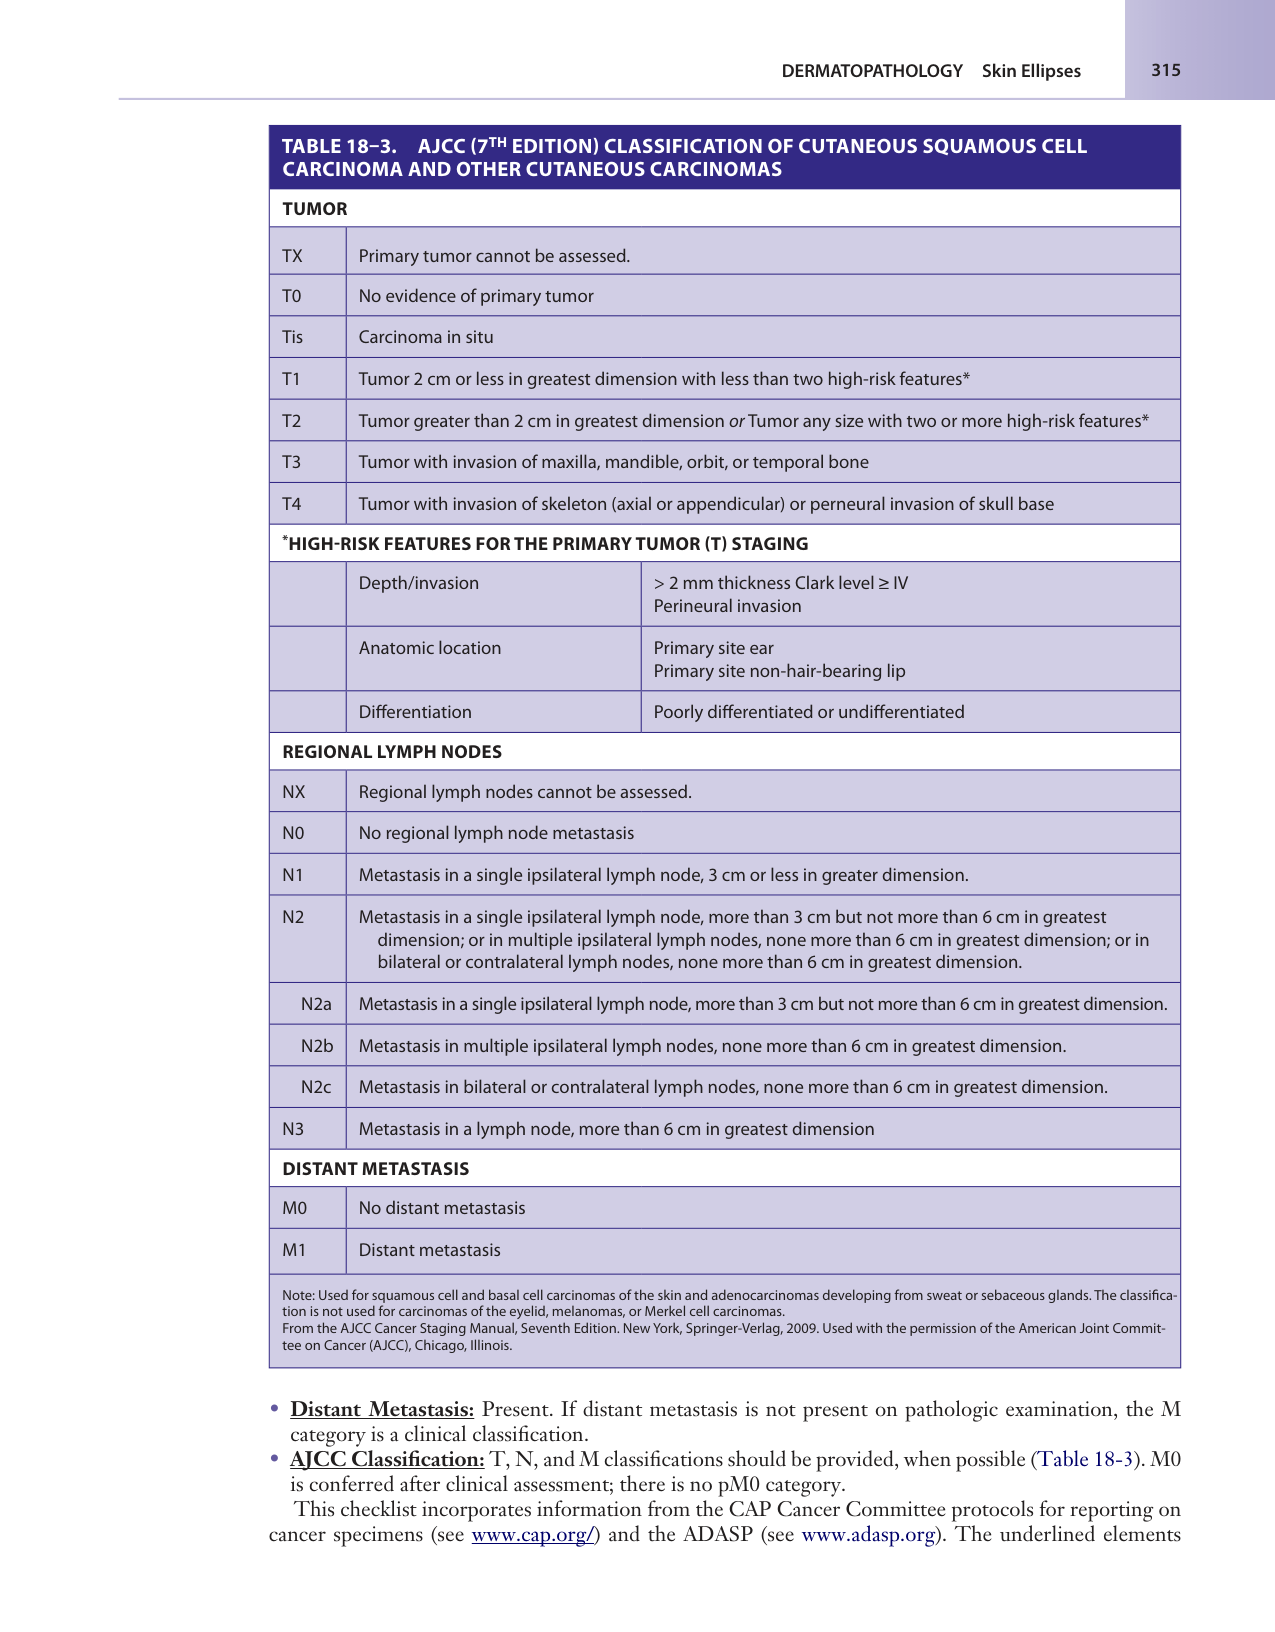 DERMATOPATHOLOGY Skin Ellipses 315
TABLE 18–3. AJCC (7TH EDITION) CLASSIFICATION OF CUTANEOUS SQUAMOUS CELL
CARCINOMA AND OTHER CUTANEOUS CARCINOMAS
TUMOR
TX Primary tumor cannot be assessed.
T0 No evidence of primary tumor
Tis Carcinoma in situ
T1 Tumor 2 cm or less in greatest dimension with less than two high-risk features*
T2 Tumor greater than 2 cm in greatest dimension or Tumor any size with two or more high-risk features*
T3 Tumor with invasion of maxilla, mandible, orbit, or temporal bone
T4 Tumor with invasion of skeleton (axial or appendicular) or perneural invasion of skull base
*HIGH-RISK FEATURES FOR THE PRIMARY TUMOR (T) STAGING
Depth/invasion > 2 mm thickness Clark level ≥ IV
Perineural invasion
Anatomic location Primary site ear
Primary site non-hair-bearing lip
Differentiation Poorly differentiated or undifferentiated
REGIONAL LYMPH NODES
NX Regional lymph nodes cannot be assessed.
N0 No regional lymph node metastasis
N1 Metastasis in a single ipsilateral lymph node, 3 cm or less in greater dimension.
N2 Metastasis in a single ipsilateral lymph node, more than 3 cm but not more than 6 cm in greatest
dimension; or in multiple ipsilateral lymph nodes, none more than 6 cm in greatest dimension; or in
bilateral or contralateral lymph nodes, none more than 6 cm in greatest dimension.
N2a Metastasis in a single ipsilateral lymph node, more than 3 cm but not more than 6 cm in greatest dimension.
N2b Metastasis in multiple ipsilateral lymph nodes, none more than 6 cm in greatest dimension.
N2c Metastasis in bilateral or contralateral lymph nodes, none more than 6 cm in greatest dimension.
N3 Metastasis in a lymph node, more than 6 cm in greatest dimension
DISTANT METASTASIS
M0 No distant metastasis
M1 Distant metastasis
Note: Used for squamous cell and basal cell carcinomas of the skin and adenocarcinomas developing from sweat or sebaceous glands. The classifica-
tion is not used for carcinomas of the eyelid, melanomas, or Merkel cell carcinomas.
From the AJCC Cancer Staging Manual, Seventh Edition. New York, Springer-Verlag, 2009. Used with the permission of the American Joint Commit-
tee on Cancer (AJCC), Chicago, Illinois.
• Distant Metastasis: Present. If distant metastasis is not present on pathologic examination, the M
category is a clinical classification.
• AJCC Classification: T, N, and M classifications should be provided, when possible (Table 18-3). M0
is conferred after clinical assessment; there is no pM0 category.
This checklist incorporates information from the CAP Cancer Committee protocols for reporting on
cancer specimens (see www.cap.org/) and the ADASP (see www.adasp.org). The underlined elements